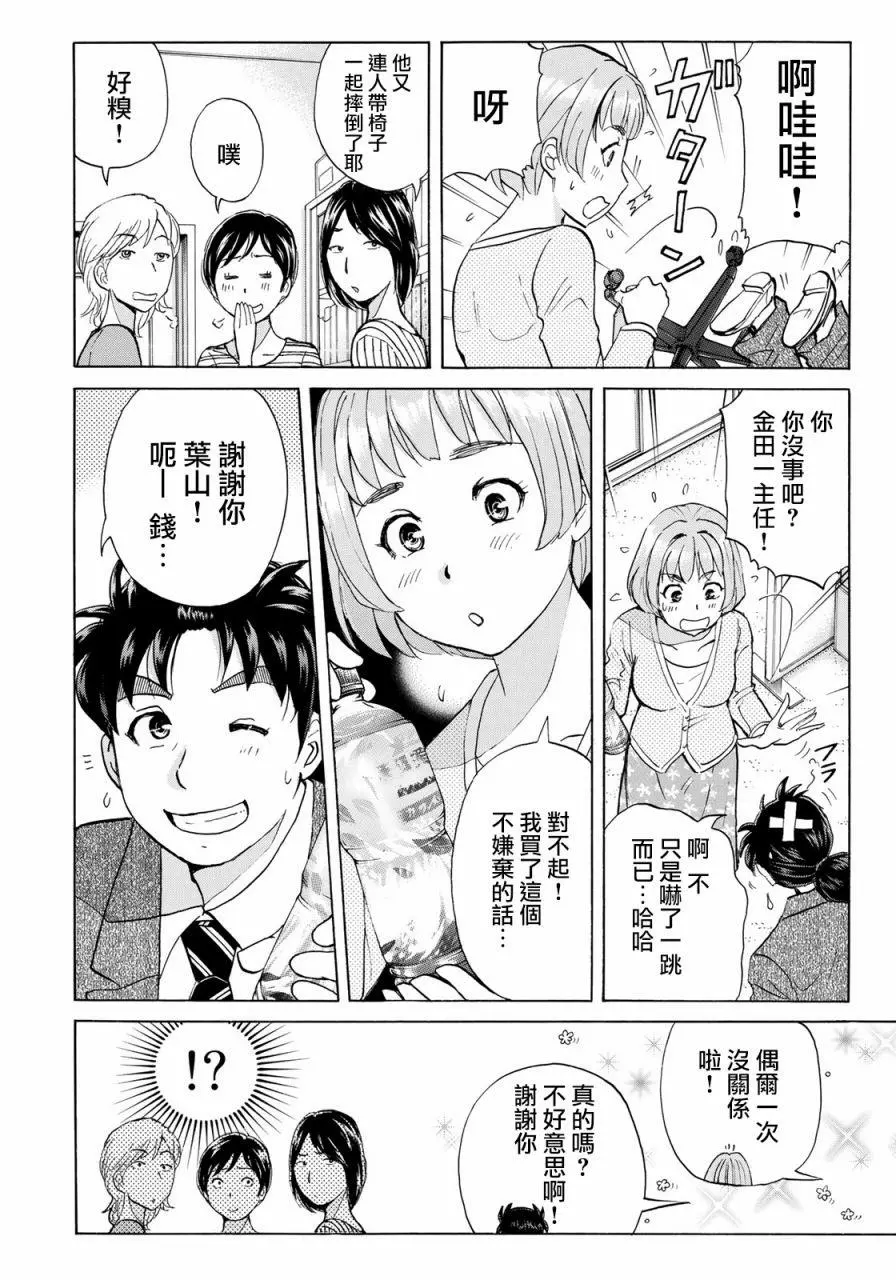 啊哇哇！
ガターン
呀
他又
連人帶椅子
一起摔倒了耶
噗
好糗！
你
你沒事吧？
金田一主任！
フラ
啊 不
只是嚇了一跳
而已…哈哈
對不起！
我買了這個
不嫌棄的話…
謝謝你
葉山！
呃—錢…
偶爾一次
沒關係
啦！
真的嗎？
不好意思啊！
謝謝你
!?